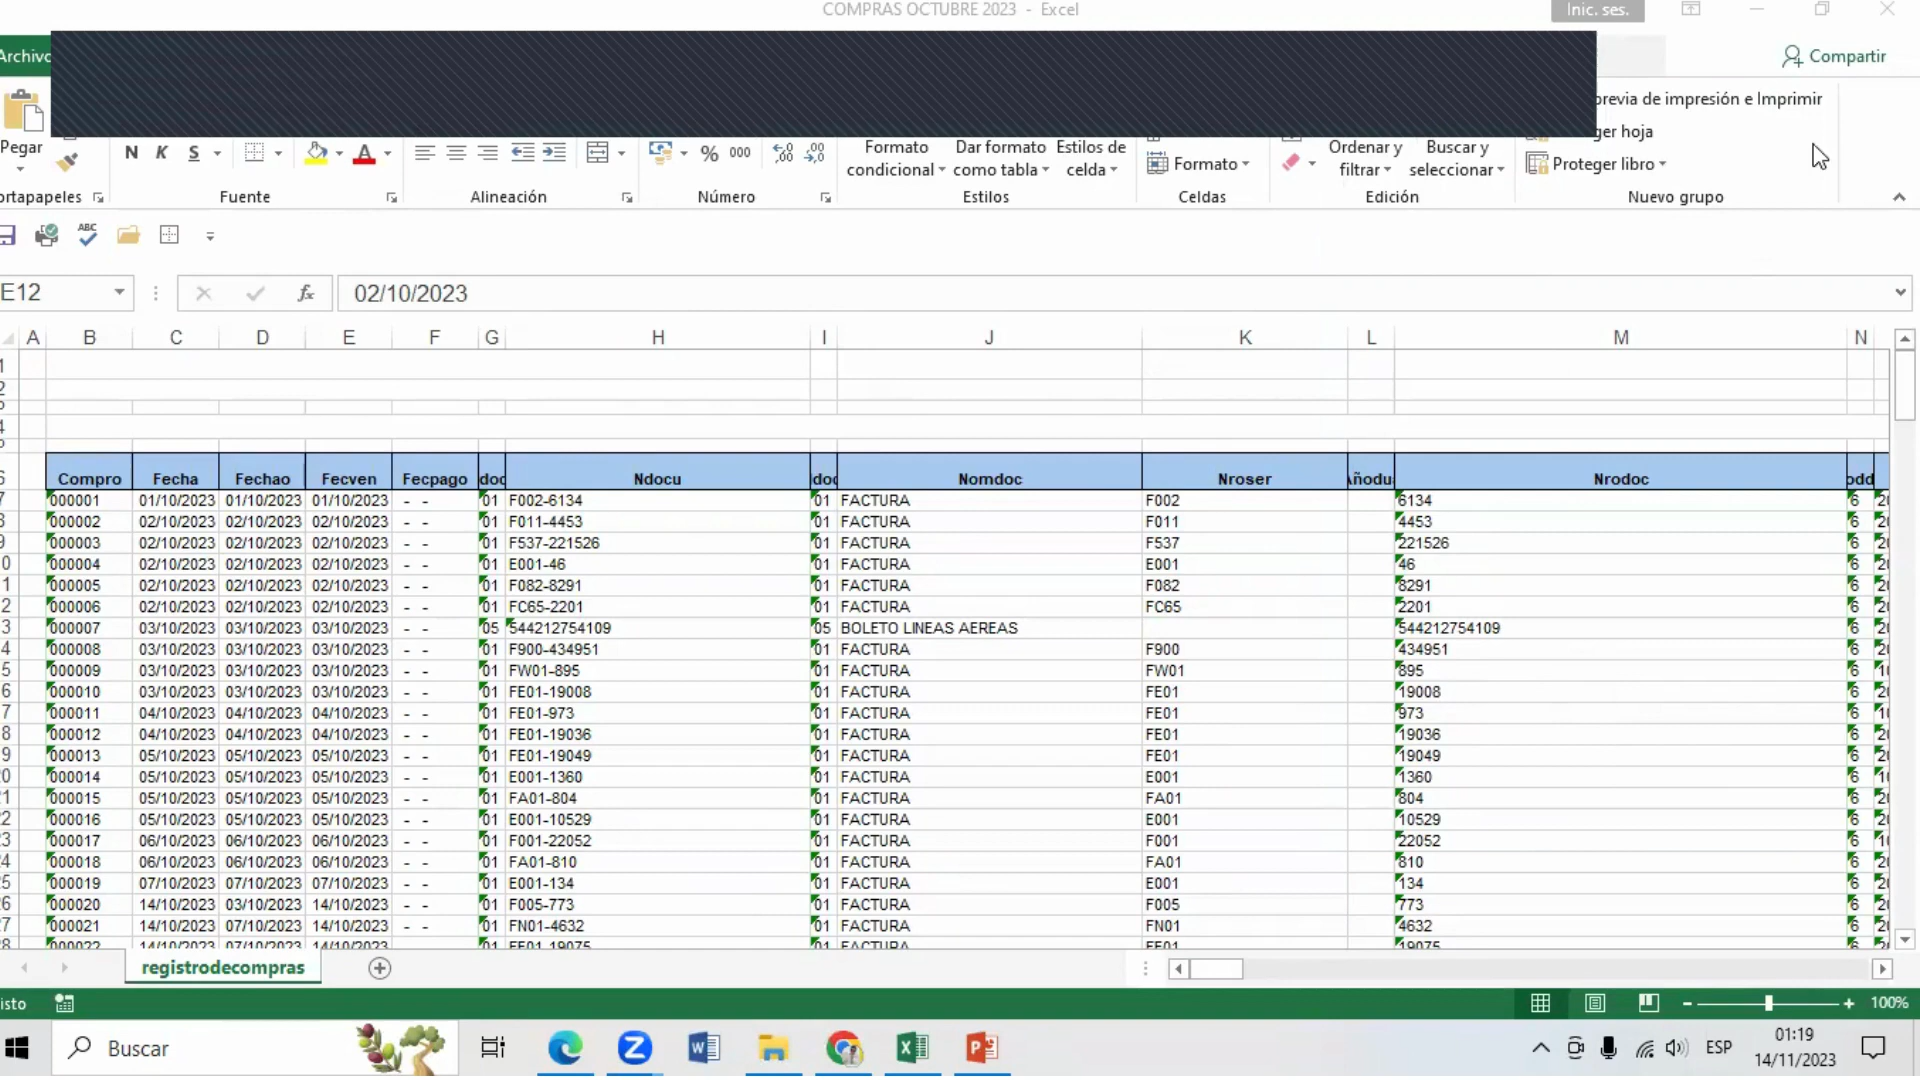 COMPRAS OCTUBRE 2023 - Excel
Inic. ses.
Archivo
Compartir
previa de impresión e Imprimir
Pegar
N K S
% 000
Formato condicional
Dar formato como tabla
Estilos de celda
Formato
Ordenar y filtrar
Buscar y seleccionar
ger hoja
Proteger libro
ortapapeles
Fuente
Alineación
Número
Estilos
Celdas
Edición
Nuevo grupo
ABC
E12
fx
02/10/2023
A B C D E F G H I J K L M N
Compro Fecha Fechao Fecven Fecpago doc Ndocu doc Nomdoc Nroser Añodu Nrodoc odd
000001 01/10/2023 01/10/2023 01/10/2023 - - 01 F002-6134 01 FACTURA F002 6134 6
000002 02/10/2023 02/10/2023 02/10/2023 - - 01 F011-4453 01 FACTURA F011 4453 6
000003 02/10/2023 02/10/2023 02/10/2023 - - 01 F537-221526 01 FACTURA F537 221526 6
000004 02/10/2023 02/10/2023 02/10/2023 - - 01 E001-46 01 FACTURA E001 46 6
000005 02/10/2023 02/10/2023 02/10/2023 - - 01 F082-8291 01 FACTURA F082 8291 6
000006 02/10/2023 02/10/2023 02/10/2023 - - 01 FC65-2201 01 FACTURA FC65 2201 6
000007 03/10/2023 03/10/2023 03/10/2023 - - 05 544212754109 05 BOLETO LINEAS AEREAS 544212754109 6
000008 03/10/2023 03/10/2023 03/10/2023 - - 01 F900-434951 01 FACTURA F900 434951 6
000009 03/10/2023 03/10/2023 03/10/2023 - - 01 FW01-895 01 FACTURA FW01 895 6
000010 03/10/2023 03/10/2023 03/10/2023 - - 01 FE01-19008 01 FACTURA FE01 19008 6
000011 04/10/2023 04/10/2023 04/10/2023 - - 01 FE01-973 01 FACTURA FE01 973 6
000012 04/10/2023 04/10/2023 04/10/2023 - - 01 FE01-19036 01 FACTURA FE01 19036 6
000013 05/10/2023 05/10/2023 05/10/2023 - - 01 FE01-19049 01 FACTURA FE01 19049 6
000014 05/10/2023 05/10/2023 05/10/2023 - - 01 E001-1360 01 FACTURA E001 1360 6
000015 05/10/2023 05/10/2023 05/10/2023 - - 01 FA01-804 01 FACTURA FA01 804 6
000016 05/10/2023 05/10/2023 05/10/2023 - - 01 E001-10529 01 FACTURA E001 10529 6
000017 06/10/2023 06/10/2023 06/10/2023 - - 01 F001-22052 01 FACTURA F001 22052 6
000018 06/10/2023 06/10/2023 06/10/2023 - - 01 FA01-810 01 FACTURA FA01 810 6
000019 07/10/2023 07/10/2023 07/10/2023 - - 01 E001-134 01 FACTURA E001 134 6
000020 14/10/2023 03/10/2023 14/10/2023 - - 01 F005-773 01 FACTURA F005 773 6
000021 14/10/2023 07/10/2023 14/10/2023 - - 01 FN01-4632 01 FACTURA FN01 4632 6
000022 14/10/2023 07/10/2023 14/10/2023 01 FE01-19075 01 FACTURA FE01 19075 6
registrodecompras
isto
100%
Buscar
ESP
01:19
14/11/2023